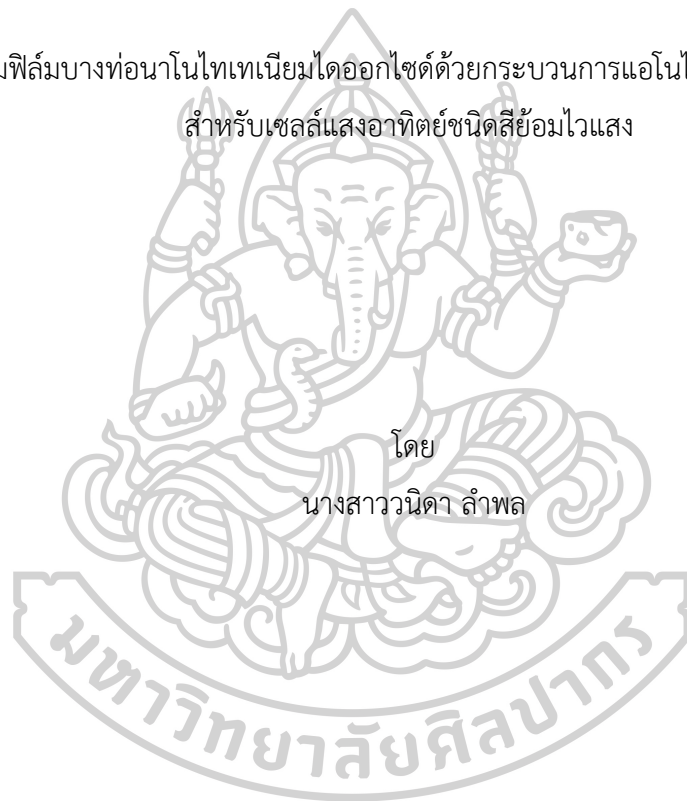 มฟิล์มบางท่อนาโนไทเทเนียมไดออกไซด์ด้วยกระบวนการแอโนไ
สำหรับเซลล์แสงอาทิตย์ชนิดสีย้อมไวแสง
โดย
นางสาววนิดา ลำพล
มหาวิทยาลัยศิลปากร